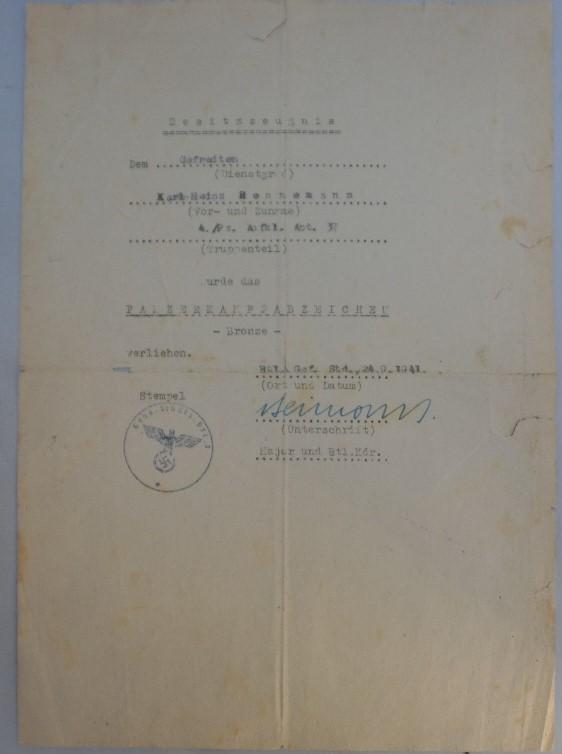 Besitzzeugnis
Dem Gefreiten
(Dienstgrad)
Karl-Heinz Hennemann
(Vor- und Zuname)
4./Pz. Aufkl. Abt. 37
(Truppenteil)
wurde das
PANZERKAMPFABZEICHEN
- Bronze -
verliehen.
Btl. Gef. Std., 24.9.1941.
(Ort und Datum)
Stempel
(Unterschrift)
Major und Btl.Kdr.